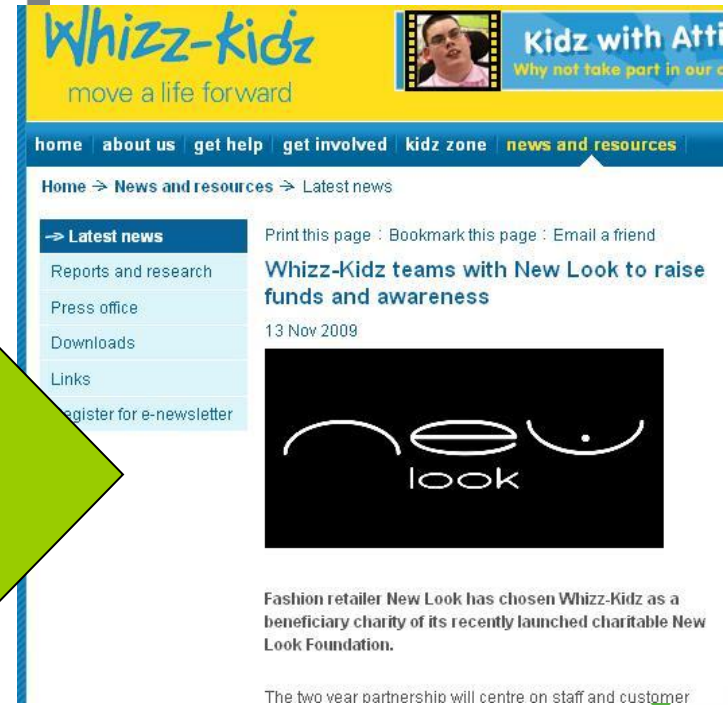 Whizz-Kidz
move a life forward
Kidz with Atti
Why not take part in our
home about us get help get involved kidz zone news and resources
Home → News and resources → Latest news
→ Latest news
Reports and research
Press office
Downloads
Links
egister for e-newsletter
Print this page : Bookmark this page : Email a friend
Whizz-Kidz teams with New Look to raise
funds and awareness
13 Nov 2009
new
look
Fashion retailer New Look has chosen Whizz-Kidz as a
beneficiary charity of its recently launched charitable New
Look Foundation.
The two year partnership will centre on staff and customer